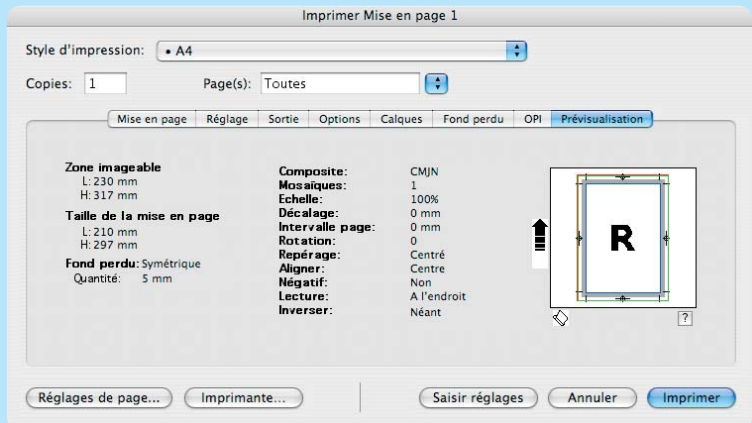 Imprimer Mise en page 1
Style d'impression: • A4
Copies: 1 Page(s): Toutes
Mise en page Réglage Sortie Options Calques Fond perdu OPI Prévisualisation
Zone imageable
L: 230 mm
H: 317 mm
Taille de la mise en page
L: 210 mm
H: 297 mm
Fond perdu: Symétrique
Quantité: 5 mm
Composite: CMJN
Mosaïques: 1
Echelle: 100%
Décalage: 0 mm
Intervalle page: 0 mm
Rotation: 0
Repérage: Centré
Aligner: Centre
Négatif: Non
Lecture: A l'endroit
Inverser: Néant
R
?
Réglages de page... Imprimante... Saisir réglages Annuler Imprimer